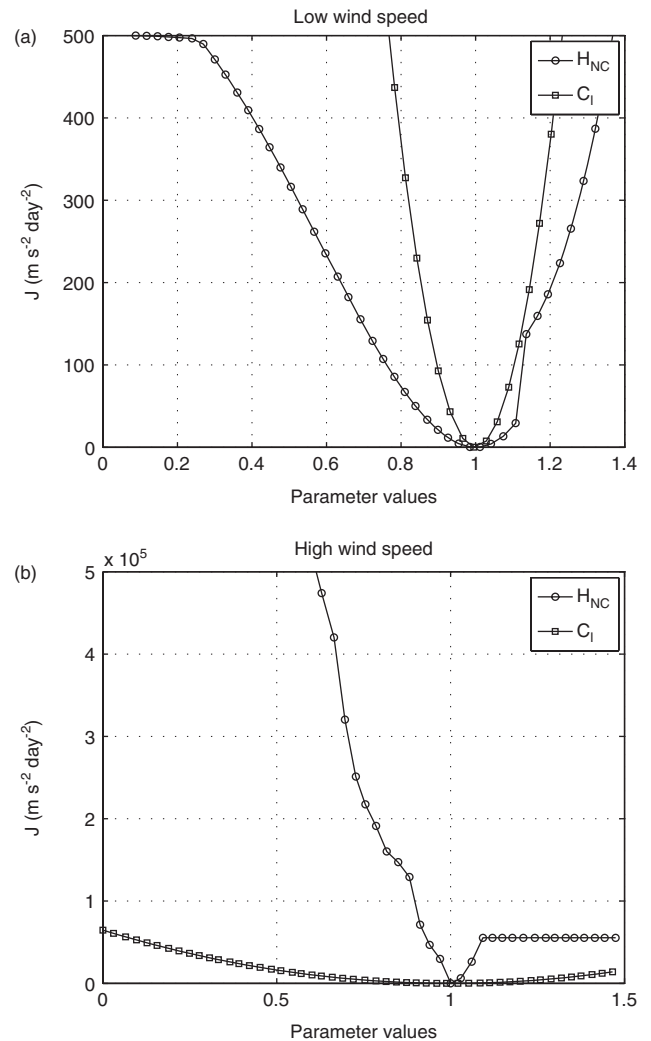 Low wind speed
(a)
500
400
300
200
100
0
J (m s-2 day-2)
H_NC
C_I
0 0.2 0.4 0.6 0.8 1 1.2 1.4
Parameter values
High wind speed
(b)
x 10^5
5
4
3
2
1
0
J (m s-2 day-2)
H_NC
C_I
0 0.5 1 1.5
Parameter values